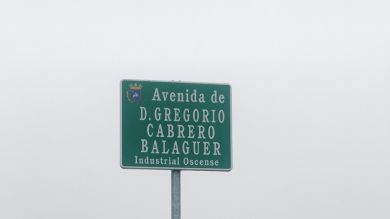 Avenida de
D. GREGORIO
CABRERO
BALAGUER
Industrial Oscense